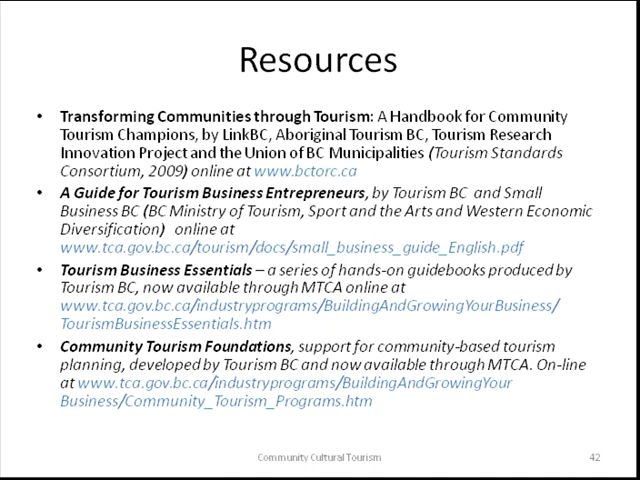 Resources
• Transforming Communities through Tourism: A Handbook for Community
Tourism Champions, by LinkBC, Aboriginal Tourism BC, Tourism Research
Innovation Project and the Union of BC Municipalities (Tourism Standards
Consortium, 2009) online at www.bctorc.ca
• A Guide for Tourism Business Entrepreneurs, by Tourism BC and Small
Business BC (BC Ministry of Tourism, Sport and the Arts and Western Economic
Diversification) online at
www.tca.gov.bc.ca/tourism/docs/small_business_guide_English.pdf
• Tourism Business Essentials – a series of hands-on guidebooks produced by
Tourism BC, now available through MTCA online at
www.tca.gov.bc.ca/industryprograms/BuildingAndGrowingYourBusiness/
TourismBusinessEssentials.htm
• Community Tourism Foundations, support for community-based tourism
planning, developed by Tourism BC and now available through MTCA. On-line
at www.tca.gov.bc.ca/industryprograms/BuildingAndGrowingYour
Business/Community_Tourism_Programs.htm
Community Cultural Tourism 42